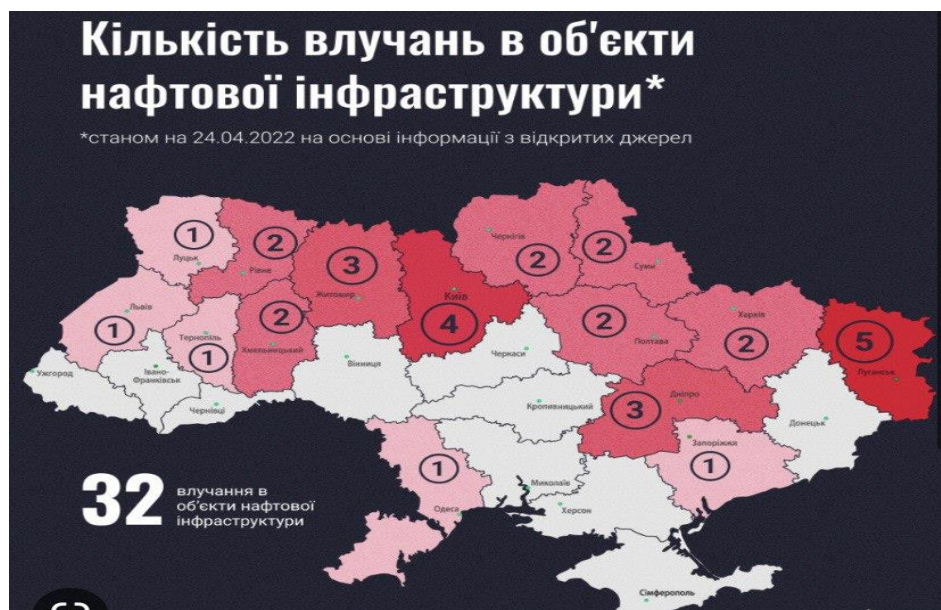 Кількість влучань в об'єкти
нафтової інфраструктури*
*станом на 24.04.2022 на основі інформації з відкритих джерел
1
Луцьк
2
Рівне
3
Житомир
Київ
4
Чернігів
2
2
Суми
Львів
1
Тернопіль
1
2
Хмельницький
2
Полтава
Харків
2
5
Луганськ
Ужгород
Івано-
Франківськ
Чернівці
Вінниця
Черкаси
Кропивницький
Дніпро
3
Донецьк
Запоріжжя
1
1
Одеса
Миколаїв
Херсон
Сімферополь
32
влучання в
об'єкти нафтової
інфраструктури